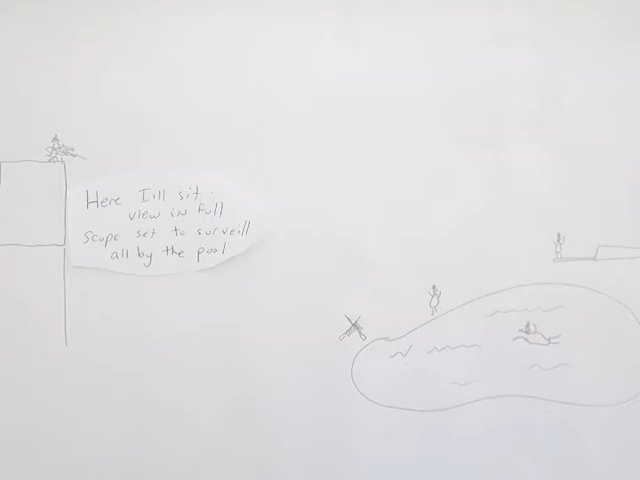 Here I'll sit.
view in full
Scope set to surveill
all by the pool